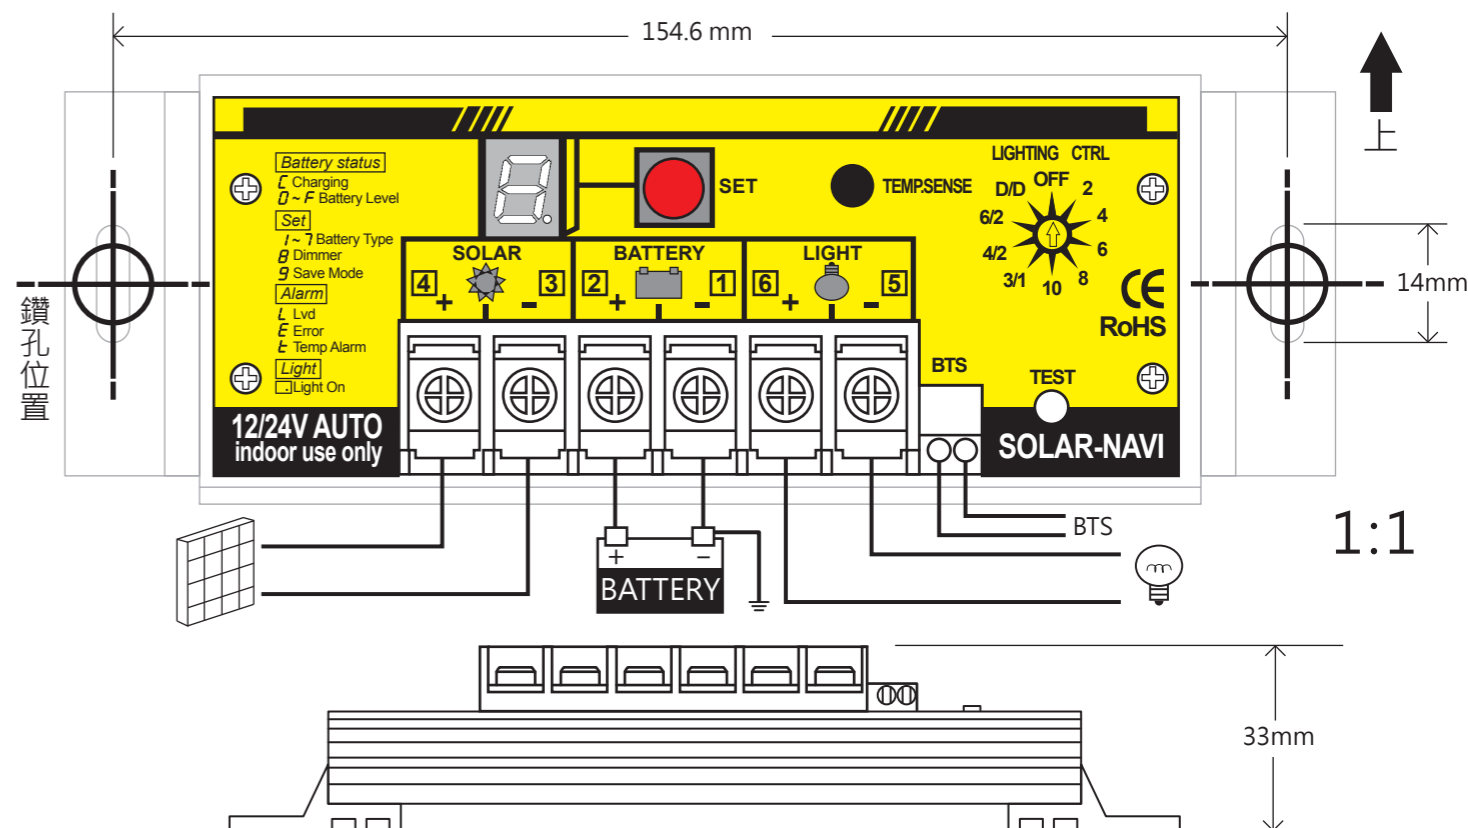 154.6 mm
上
Battery status
C Charging
0 ~ F Battery Level
Set
1 ~ 7 Battery Type
8 Dimmer
9 Save Mode
Alarm
L Lvd
E Error
t Temp Alarm
Light
. Light On
8.
SET
TEMP.SENSE
LIGHTING CTRL
OFF
2
4
6
8
10
3/1
4/2
6/2
D/D
SOLAR
4 + - 3
BATTERY
2 + - 1
LIGHT
6 + - 5
CE
RoHS
14mm
鑽孔位置
BTS
TEST
12/24V AUTO
indoor use only
SOLAR-NAVI
BTS
1:1
+ −
BATTERY
33mm